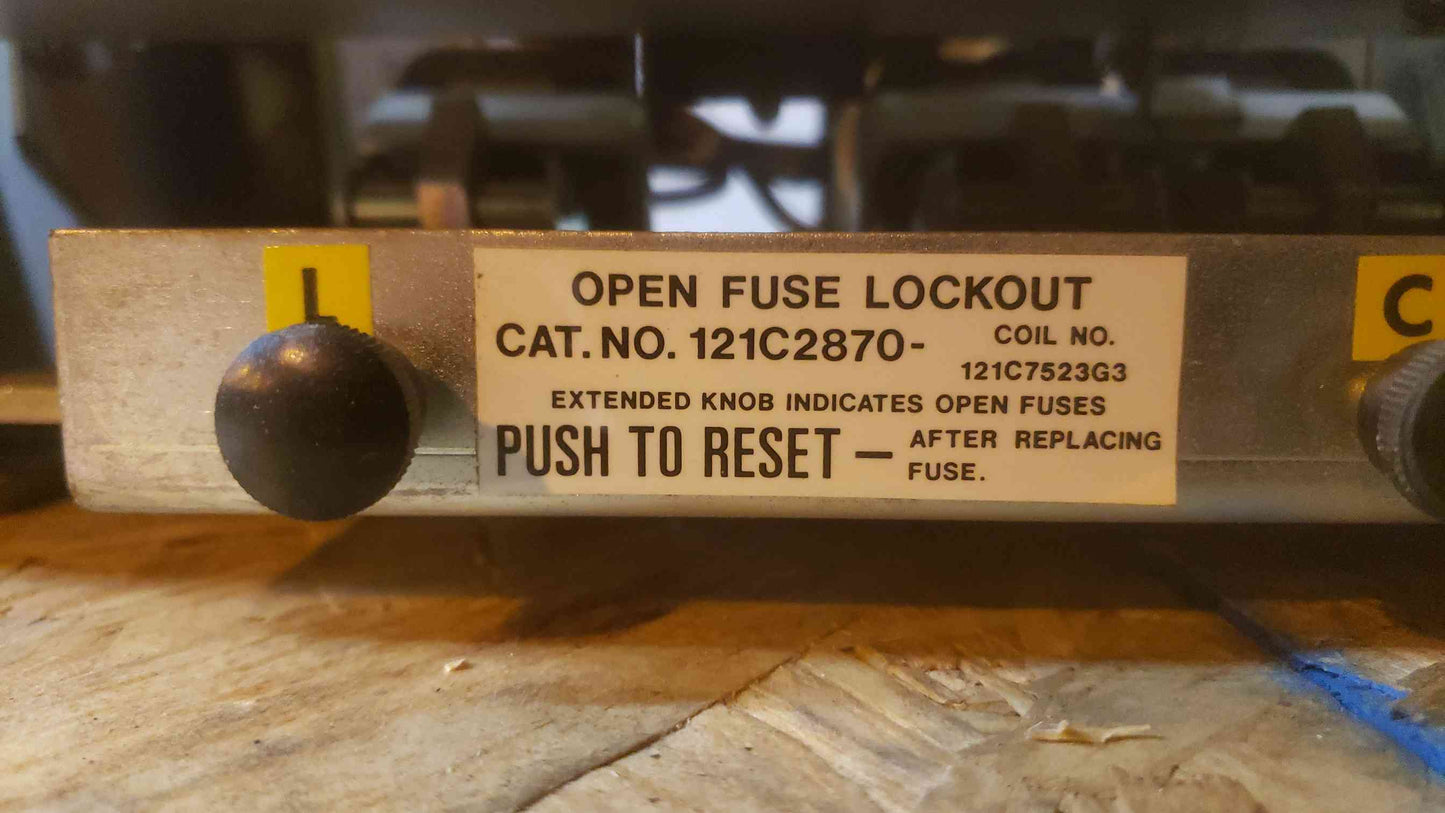 L
OPEN FUSE LOCKOUT
CAT. NO. 121C2870-
COIL NO.
121C7523G3
EXTENDED KNOB INDICATES OPEN FUSES
PUSH TO RESET —
AFTER REPLACING
FUSE.
C